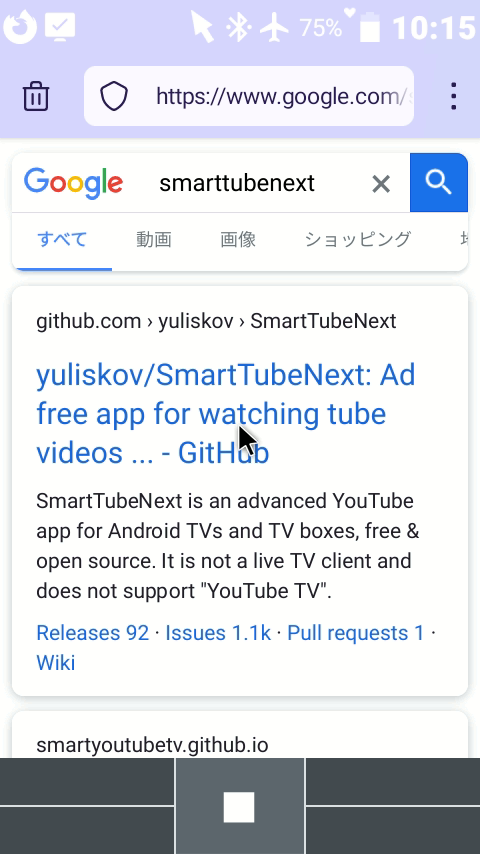 75% 10:15
https://www.google.com/
Google smarttubenext
すべて 動画 画像 ショッピング
github.com › yuliskov › SmartTubeNext
yuliskov/SmartTubeNext: Ad
free app for watching tube
videos ... - GitHub
SmartTubeNext is an advanced YouTube
app for Android TVs and TV boxes, free &
open source. It is not a live TV client and
does not support "YouTube TV".
Releases 92 · Issues 1.1k · Pull requests 1 ·
Wiki
smartyoutubetv.github.io